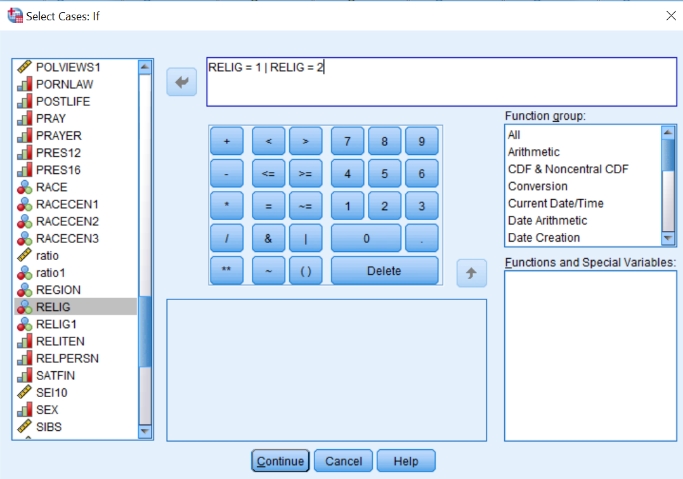 Select Cases: If
POLVIEWS1
PORNLAW
POSTLIFE
PRAY
PRAYER
PRES12
PRES16
RACE
RACECEN1
RACECEN2
RACECEN3
ratio
ratio1
REGION
RELIG
RELIG1
RELITEN
RELPERSN
SATFIN
SEI10
SEX
SIBS
RELIG = 1 | RELIG = 2
+ < > 7 8 9
- <= >= 4 5 6
* = ~= 1 2 3
/ & | 0 .
** ~ ( ) Delete
Function group:
All
Arithmetic
CDF & Noncentral CDF
Conversion
Current Date/Time
Date Arithmetic
Date Creation
Functions and Special Variables:
Continue Cancel Help